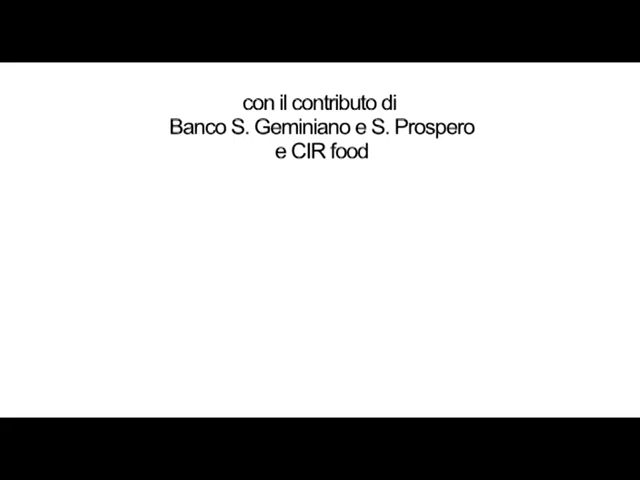 con il contributo di
Banco S. Geminiano e S. Prospero
e CIR food